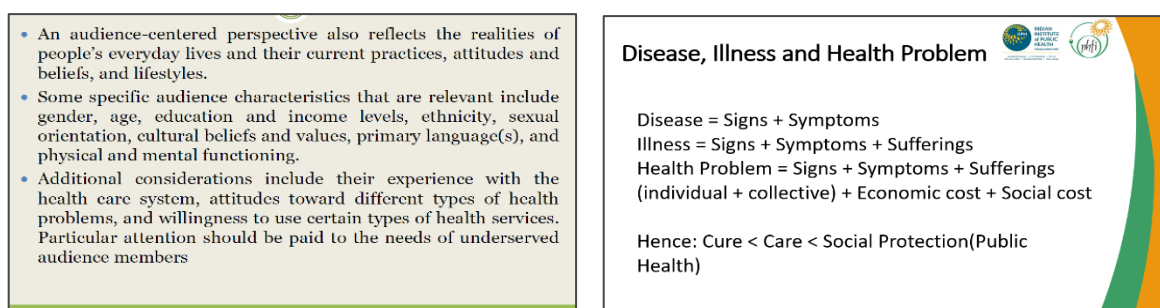 • An audience-centered perspective also reflects the realities of
people's everyday lives and their current practices, attitudes and
beliefs, and lifestyles.
• Some specific audience characteristics that are relevant include
gender, age, education and income levels, ethnicity, sexual
orientation, cultural beliefs and values, primary language(s), and
physical and mental functioning.
• Additional considerations include their experience with the
health care system, attitudes toward different types of health
problems, and willingness to use certain types of health services.
Particular attention should be paid to the needs of underserved
audience members
Disease, Illness and Health Problem
INDIAN
INSTITUTE
of PUBLIC
HEALTH
phfi
Disease = Signs + Symptoms
Illness = Signs + Symptoms + Sufferings
Health Problem = Signs + Symptoms + Sufferings
(individual + collective) + Economic cost + Social cost
Hence: Cure < Care < Social Protection(Public
Health)